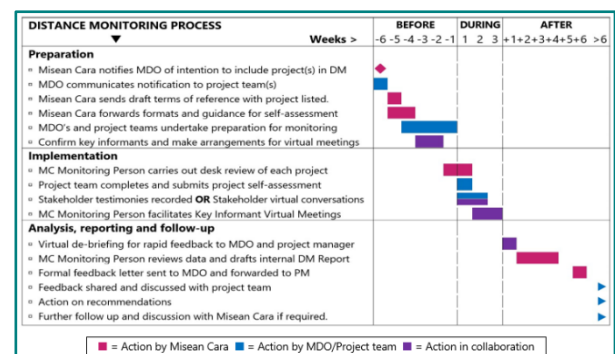 DISTANCE MONITORING PROCESS BEFORE DURING AFTER
Weeks > -6 -5 -4 -3 -2 -1 1 2 3 +1 +2 +3 +4 +5 +6 >6
Preparation
▫ Misean Cara notifies MDO of intention to include project(s) in DM
▫ MDO communicates notification to project team(s)
▫ Misean Cara sends draft terms of reference with project listed.
▫ Misean Cara forwards formats and guidance for self-assessment
▫ MDO's and project teams undertake preparation for monitoring
▫ Confirm key informants and make arrangements for virtual meetings
Implementation
▫ MC Monitoring Person carries out desk review of each project
▫ Project team completes and submits project self-assessment
▫ Stakeholder testimonies recorded OR Stakeholder virtual conversations
▫ MC Monitoring Person facilitates Key Informant Virtual Meetings
Analysis, reporting and follow-up
▫ Virtual de-briefing for rapid feedback to MDO and project manager
▫ MC Monitoring Person reviews data and drafts internal DM Report
▫ Formal feedback letter sent to MDO and forwarded to PM
▫ Feedback shared and discussed with project team
▫ Action on recommendations
▫ Further follow up and discussion with Misean Cara if required.
= Action by Misean Cara = Action by MDO/Project team = Action in collaboration